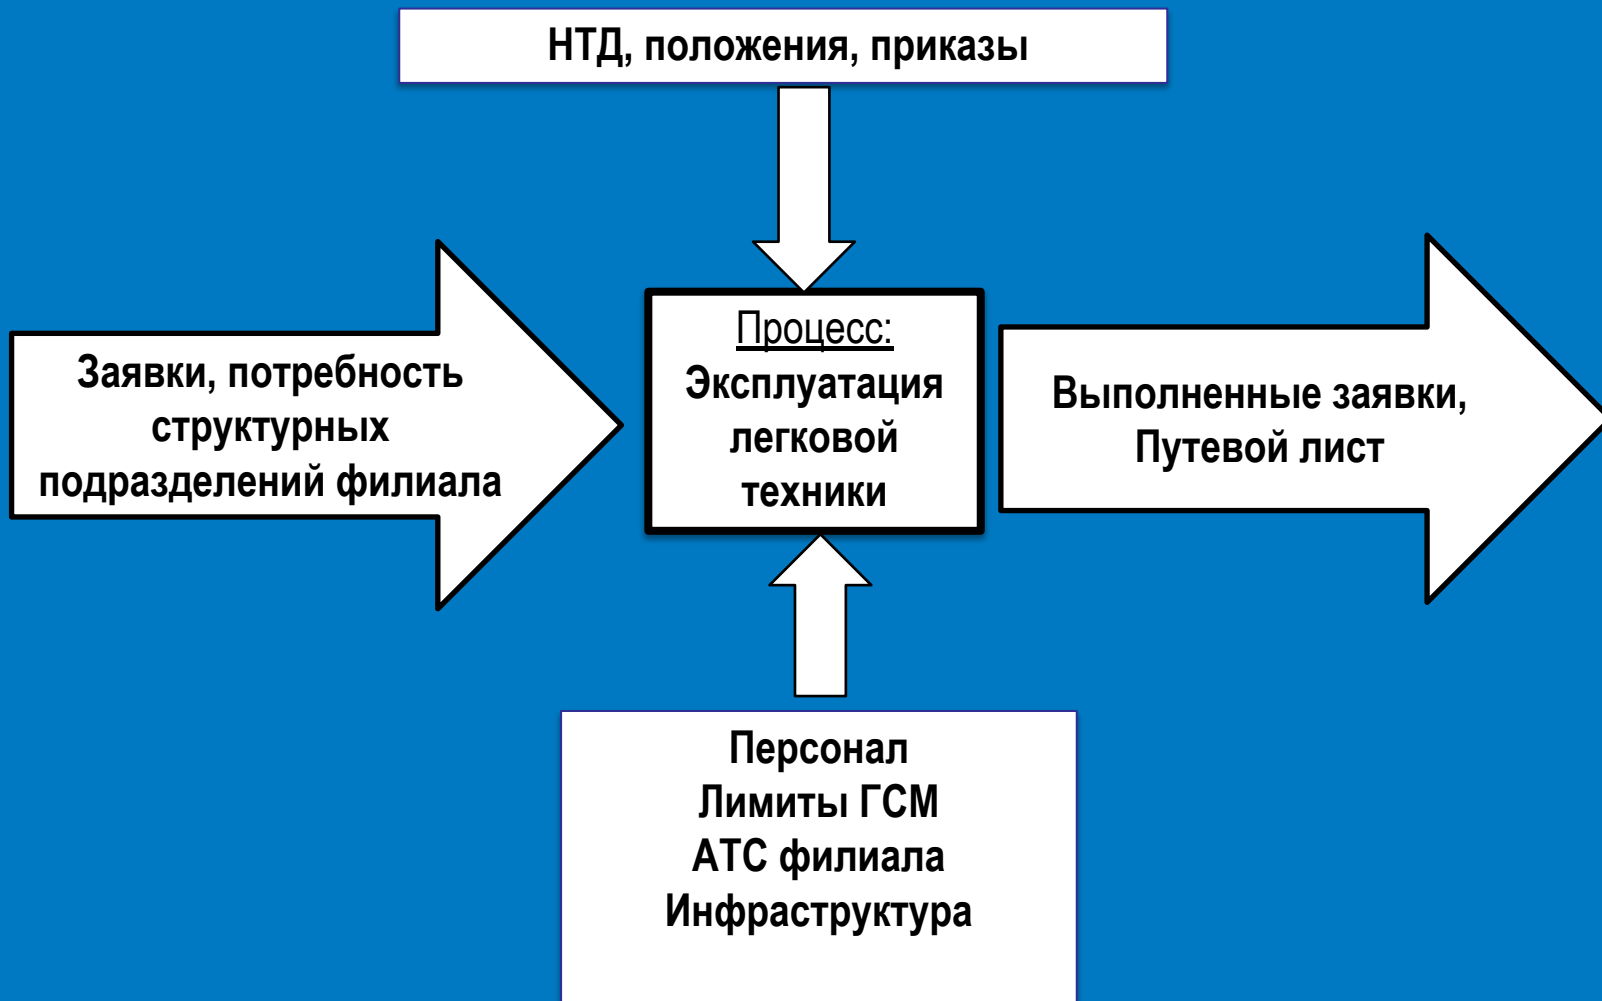 НТД, положения, приказы
Заявки, потребность
структурных
подразделений филиала
Процесс:
Эксплуатация
легковой
техники
Выполненные заявки,
Путевой лист
Персонал
Лимиты ГСМ
АТС филиала
Инфраструктура